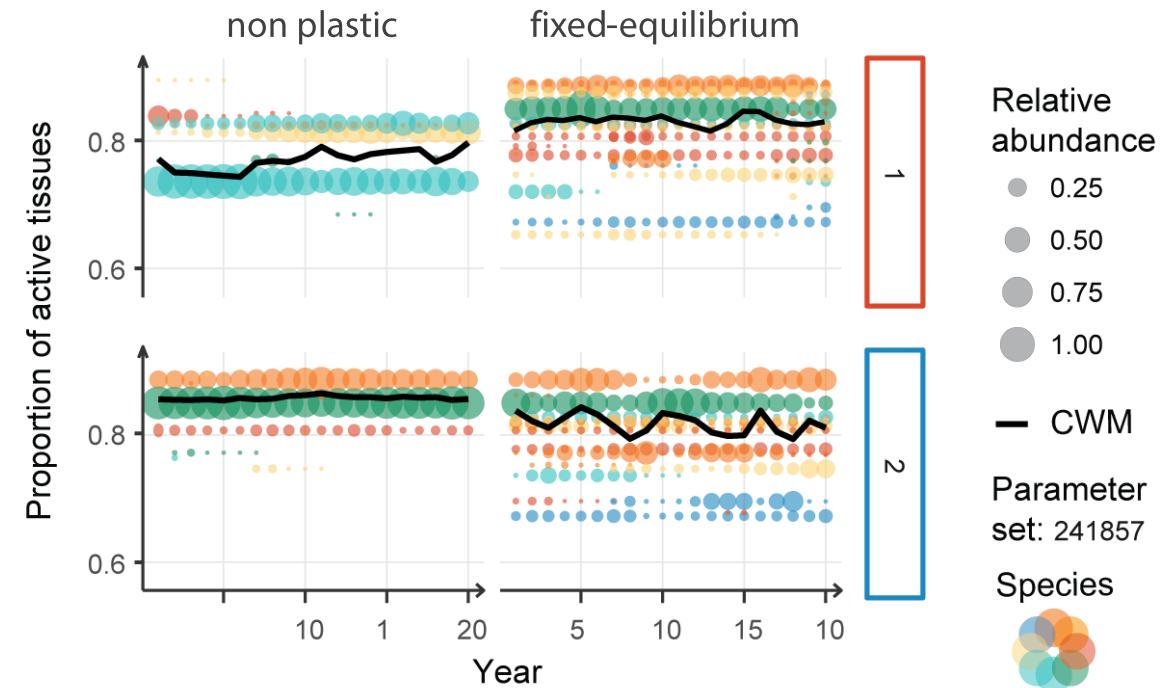 non plastic
fixed-equilibrium
Proportion of active tissues
0.8
0.6
1
0.8
0.6
2
10 1 20
5 10 15 10
Year
Relative
abundance
0.25
0.50
0.75
1.00
CWM
Parameter
set: 241857
Species